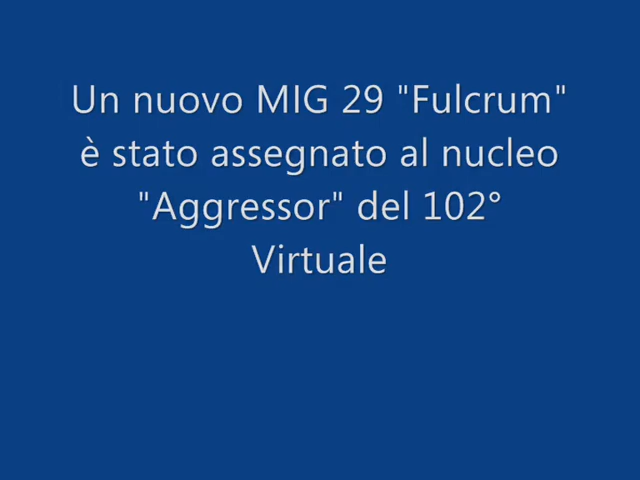 Un nuovo MIG 29 "Fulcrum"
è stato assegnato al nucleo
"Aggressor" del 102°
Virtuale